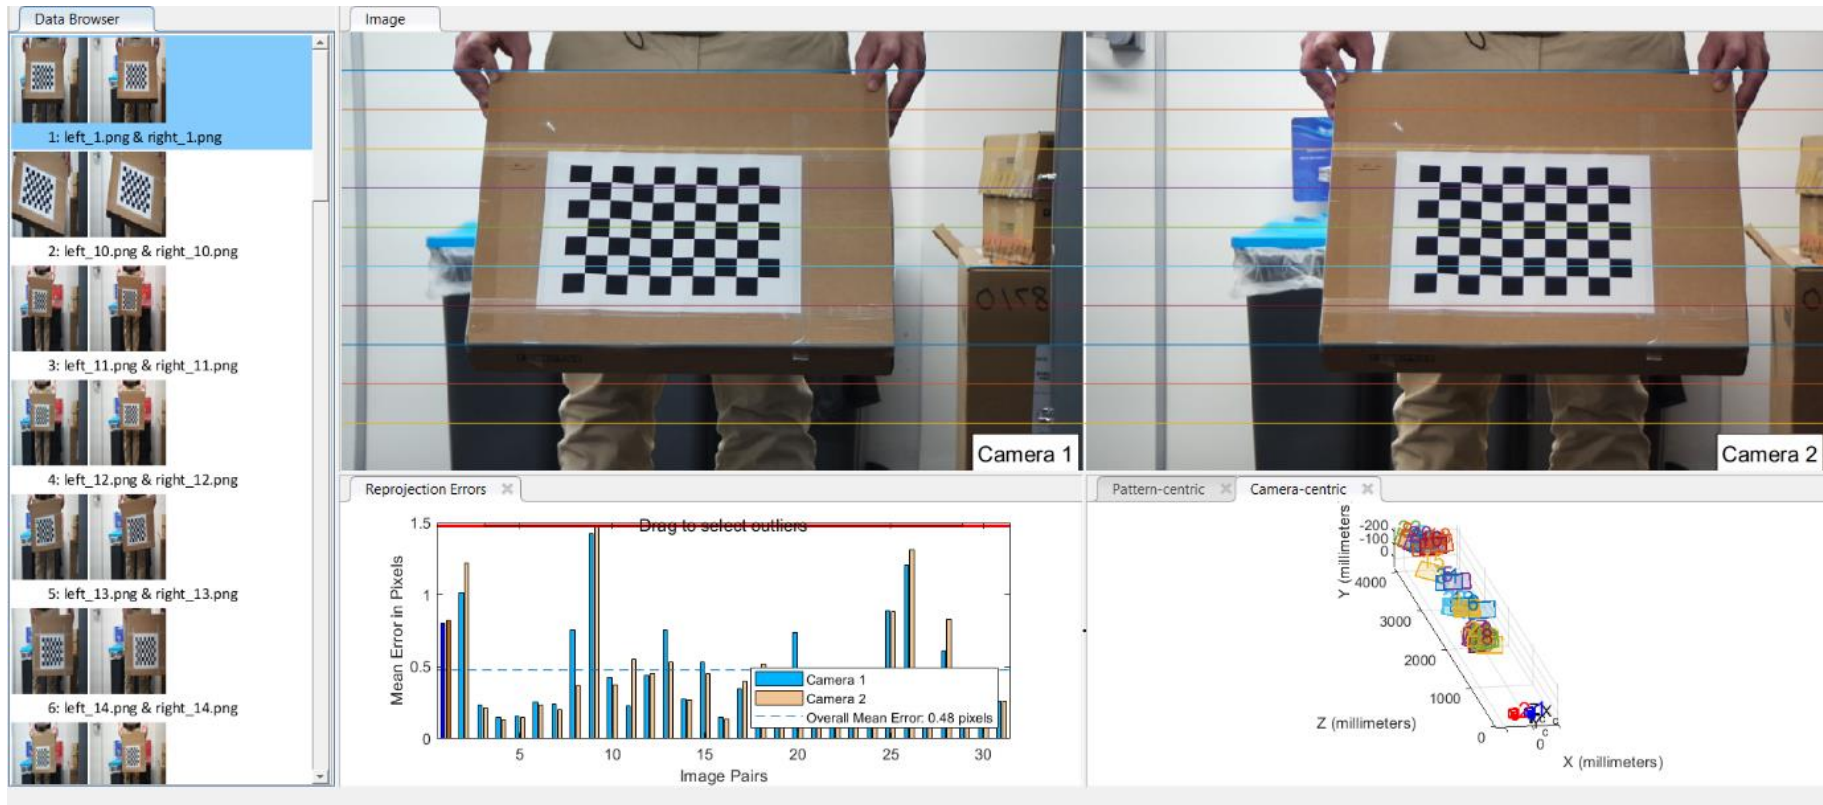 Data Browser
1: left_1.png & right_1.png
2: left_10.png & right_10.png
3: left_11.png & right_11.png
4: left_12.png & right_12.png
5: left_13.png & right_13.png
6: left_14.png & right_14.png
Image
8710
Camera 1
Camera 2
Reprojection Errors
Drag to select outliers
Mean Error in Pixels
1.5
1
0.5
0
5
10
15
20
25
30
Image Pairs
Camera 1
Camera 2
Overall Mean Error: 0.48 pixels
Pattern-centric
Camera-centric
Y (millimeters
-200
-100
0
4000
3000
2000
1000
0
Z (millimeters)
0
X (millimeters)